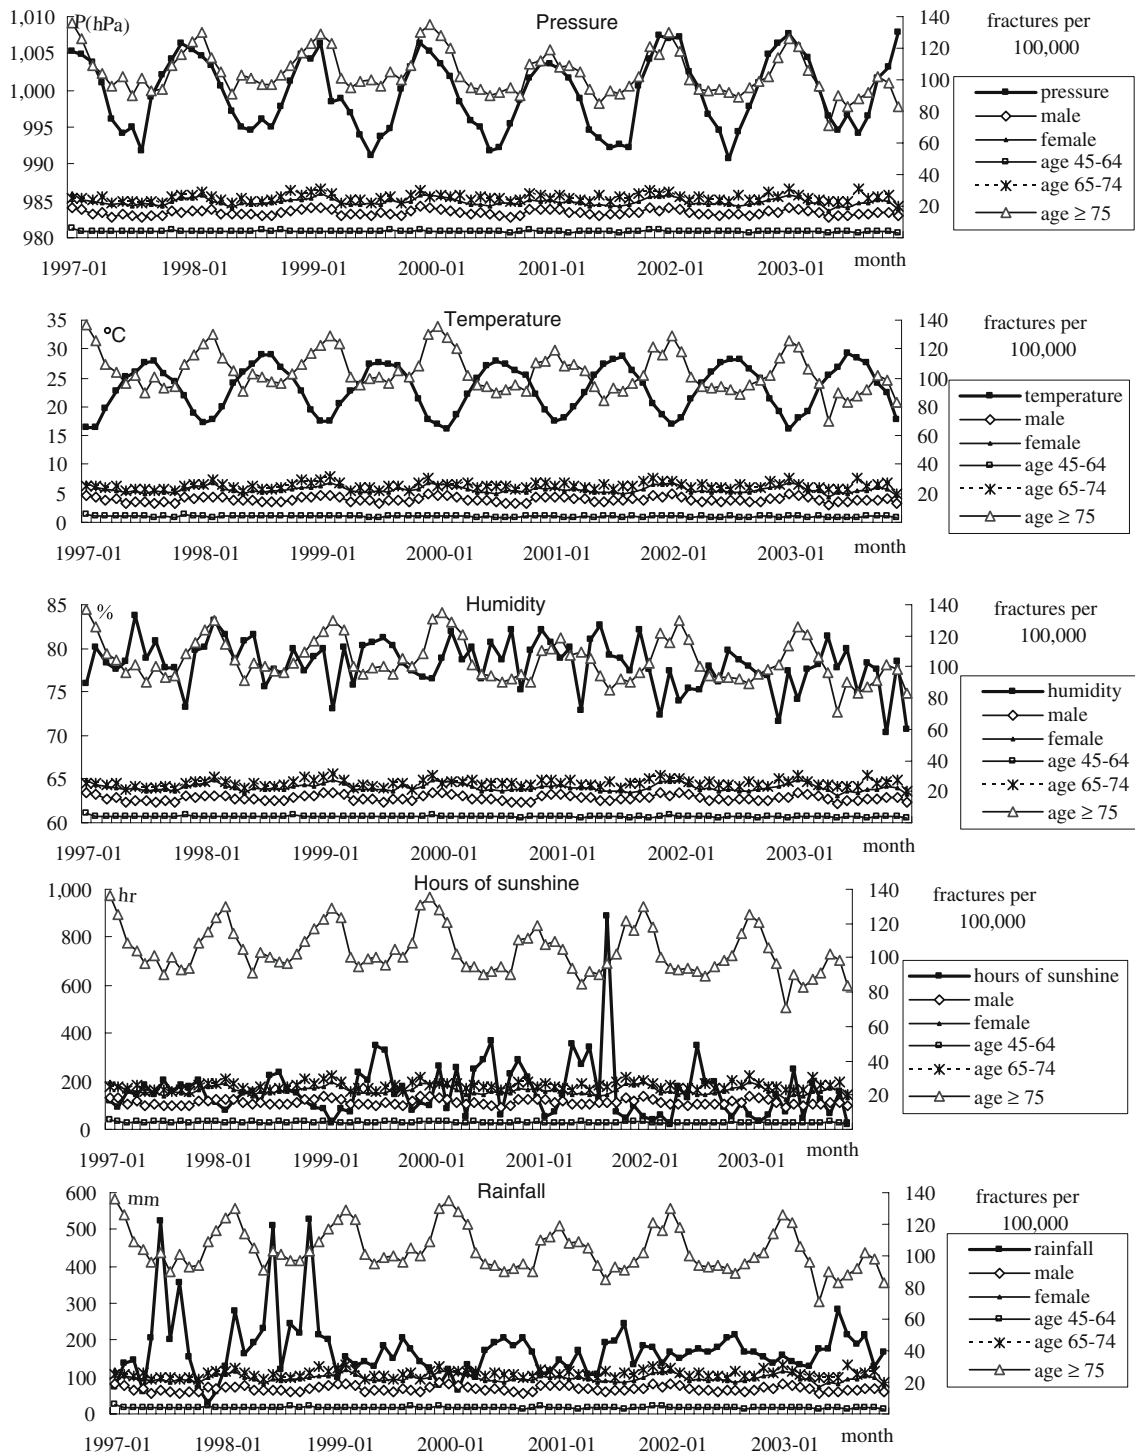 Pressure
P(hPa)
fractures per
100,000
1,010
1,005
1,000
995
990
985
980
140
120
100
80
60
40
20
pressure
male
female
age 45-64
age 65-74
age ≥ 75
1997-01 1998-01 1999-01 2000-01 2001-01 2002-01 2003-01
month
Temperature
°C
fractures per
100,000
35
30
25
20
15
10
5
0
140
120
100
80
60
40
20
temperature
male
female
age 45-64
age 65-74
age ≥ 75
1997-01 1998-01 1999-01 2000-01 2001-01 2002-01 2003-01
month
Humidity
%
fractures per
100,000
85
80
75
70
65
60
140
120
100
80
60
40
20
humidity
male
female
age 45-64
age 65-74
age ≥ 75
1997-01 1998-01 1999-01 2000-01 2001-01 2002-01 2003-01
month
Hours of sunshine
hr
fractures per
100,000
1,000
800
600
400
200
0
140
120
100
80
60
40
20
hours of sunshine
male
female
age 45-64
age 65-74
age ≥ 75
1997-01 1998-01 1999-01 2000-01 2001-01 2002-01 2003-01
month
Rainfall
mm
fractures per
100,000
600
500
400
300
200
100
0
140
120
100
80
60
40
20
rainfall
male
female
age 45-64
age 65-74
age ≥ 75
1997-01 1998-01 1999-01 2000-01 2001-01 2002-01 2003-01
month